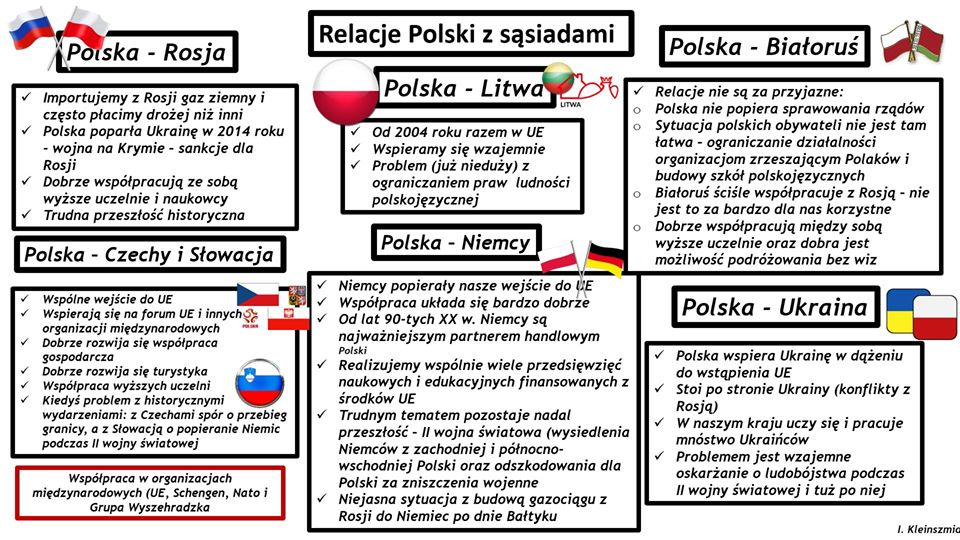 Relacje Polski z sąsiadami
Polska - Rosja
✓ Importujemy z Rosji gaz ziemny i
często płacimy drożej niż inni
✓ Polska poparła Ukrainę w 2014 roku
– wojna na Krymie – sankcje dla
Rosji
✓ Dobrze współpracują ze sobą
wyższe uczelnie i naukowcy
✓ Trudna przeszłość historyczna
Polska - Litwa
LITWA
✓ Od 2004 roku razem w UE
✓ Wspieramy się wzajemnie
✓ Problem (już nieduży) z
ograniczaniem praw ludności
polskojęzycznej
Polska - Białoruś
✓ Relacje nie są za przyjazne:
o Polska nie popiera sprawowania rządów
o Sytuacja polskich obywateli nie jest tam
łatwa – ograniczanie działalności
organizacjom zrzeszającym Polaków i
budowy szkół polskojęzycznych
o Białoruś ściśle współpracuje z Rosją – nie
jest to za bardzo dla nas korzystne
o Dobrze współpracują między sobą
wyższe uczelnie oraz dobra jest
możliwość podróżowania bez wiz
Polska - Czechy i Słowacja
✓ Wspólne wejście do UE
✓ Wspierają się na forum UE i innych
organizacji międzynarodowych
✓ Dobrze rozwija się współpraca
gospodarcza
✓ Dobrze rozwija się turystyka
✓ Współpraca wyższych uczelni
✓ Kiedyś problem z historycznymi
wydarzeniami: z Czechami spór o przebieg
granicy, a z Słowacją o popieranie Niemic
podczas II wojny światowej
POLSKA
Współpraca w organizacjach
międzynarodowych (UE, Schengen, Nato i
Grupa Wyszehradzka
Polska - Niemcy
✓ Niemcy popierały nasze wejście do UE
✓ Współpraca układa się bardzo dobrze
✓ Od lat 90-tych XX w. Niemcy są
najważniejszym partnerem handlowym
Polski
✓ Realizujemy wspólnie wiele przedsięwzięć
naukowych i edukacyjnych finansowanych z
środków UE
✓ Trudnym tematem pozostaje nadal
przeszłość – II wojna światowa (wysiedlenia
Niemców z zachodniej i północno-
wschodniej Polski oraz odszkodowania dla
Polski za zniszczenia wojenne
✓ Niejasna sytuacja z budową gazociągu z
Rosji do Niemiec po dnie Bałtyku
Polska - Ukraina
✓ Polska wspiera Ukrainę w dążeniu
do wstąpienia UE
✓ Stoi po stronie Ukrainy (konflikty z
Rosją)
✓ W naszym kraju uczy się i pracuje
mnóstwo Ukraińców
✓ Problemem jest wzajemne
oskarżanie o ludobójstwa podczas
II wojny światowej i tuż po niej
I. Kleinszmid